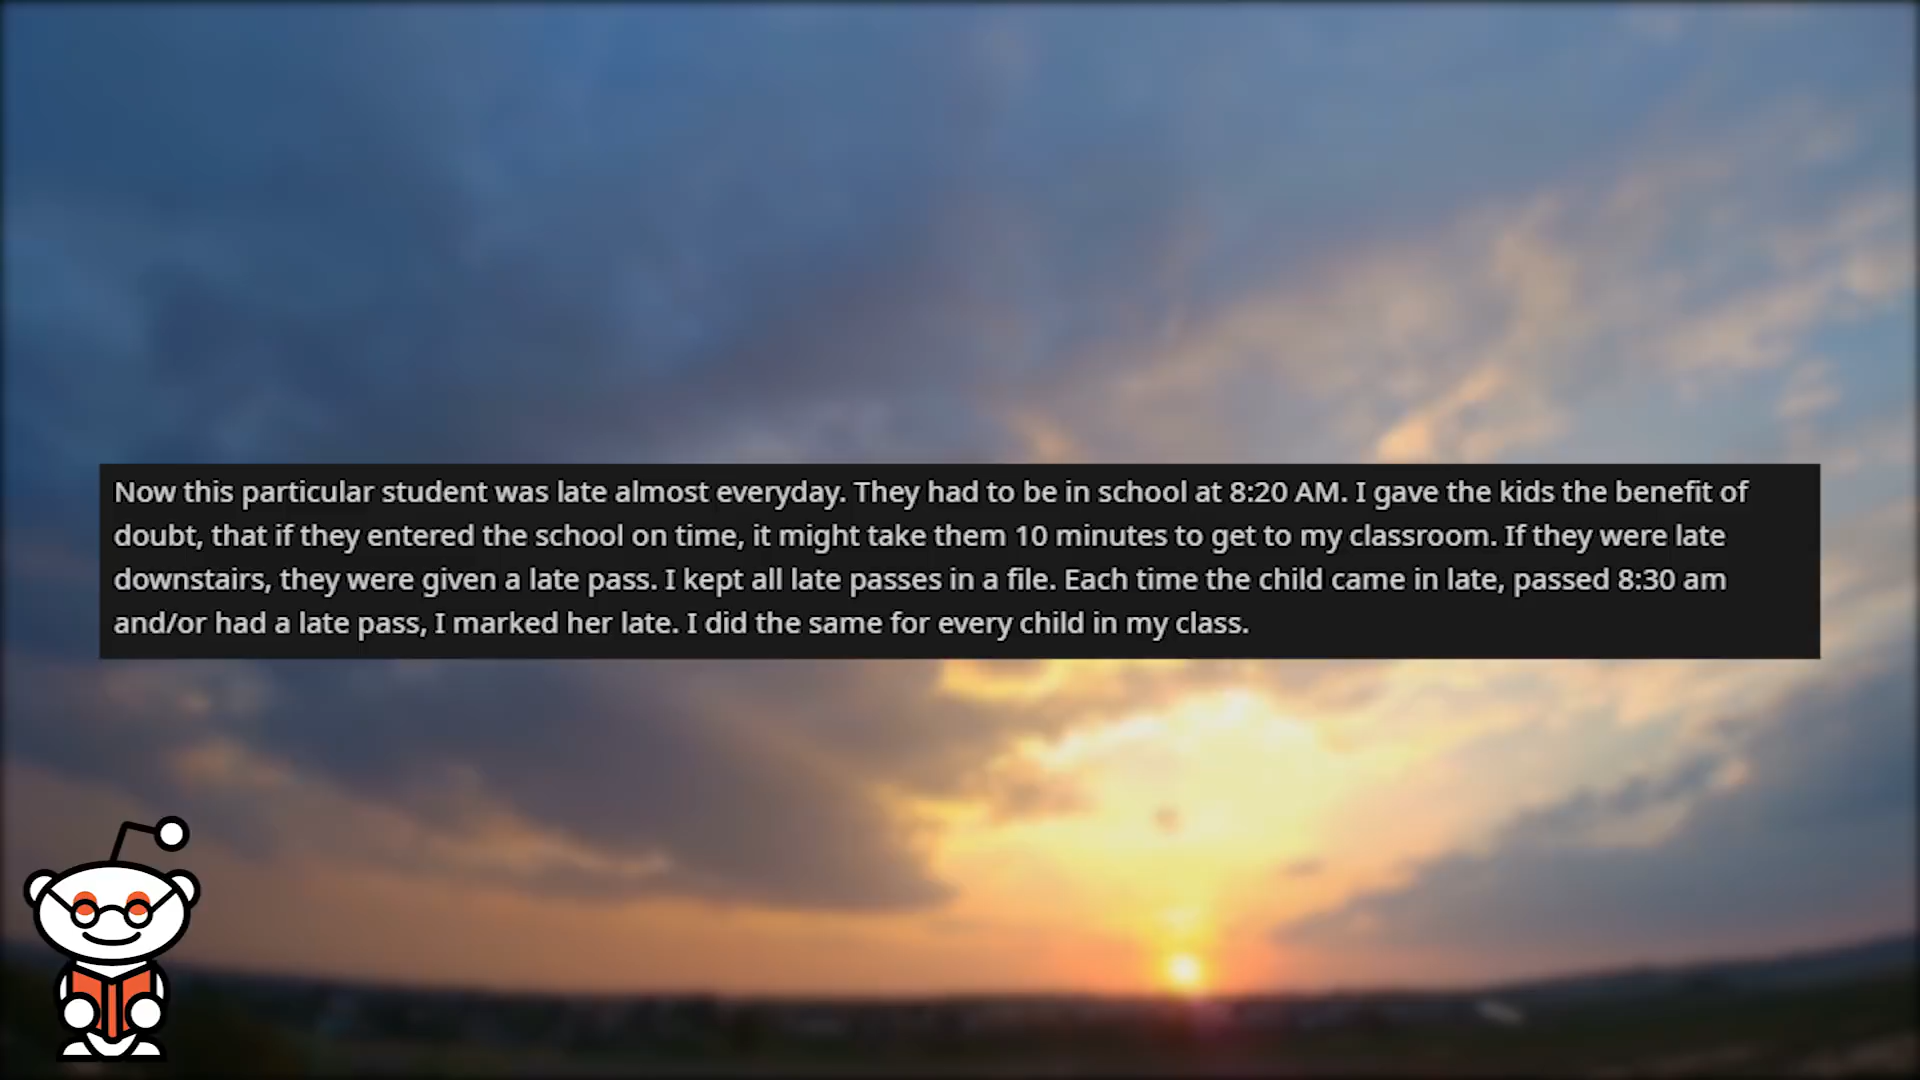 Now this particular student was late almost everyday. They had to be in school at 8:20 AM. I gave the kids the benefit of
doubt, that if they entered the school on time, it might take them 10 minutes to get to my classroom. If they were late
downstairs, they were given a late pass. I kept all late passes in a file. Each time the child came in late, passed 8:30 am
and/or had a late pass, I marked her late. I did the same for every child in my class.